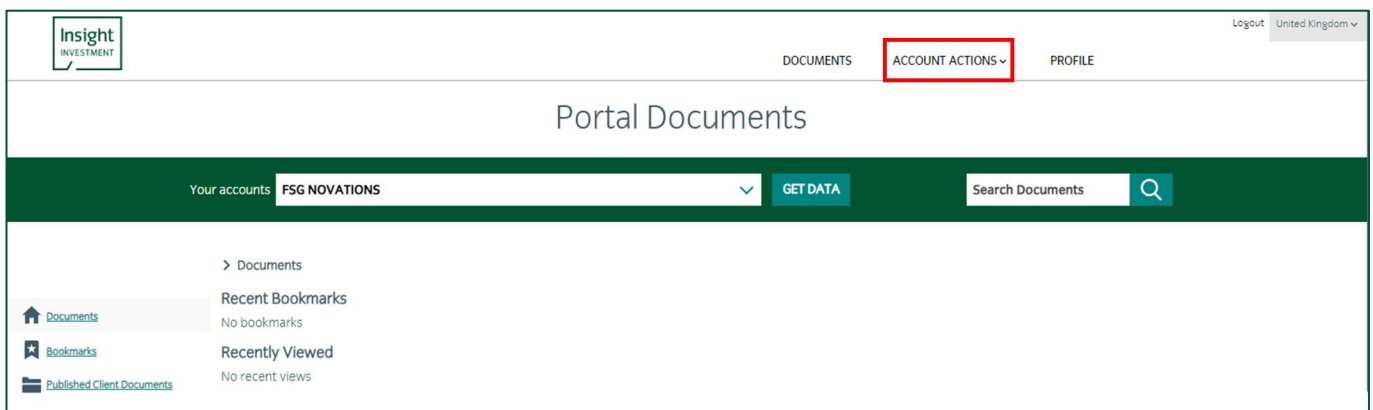 Insight
INVESTMENT
Logout United Kingdom
DOCUMENTS ACCOUNT ACTIONS PROFILE
Portal Documents
Your accounts FSG NOVATIONS GET DATA Search Documents
> Documents
Recent Bookmarks
No bookmarks
Recently Viewed
No recent views
Documents
Bookmarks
Published Client Documents